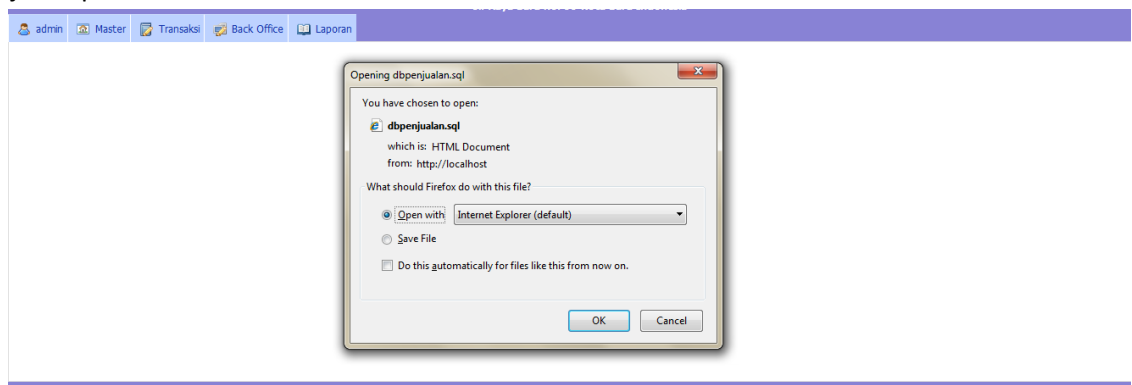 admin Master Transaksi Back Office Laporan
Opening dbpenjualan.sql
You have chosen to open:
dbpenjualan.sql
which is: HTML Document
from: http://localhost
What should Firefox do with this file?
Open with Internet Explorer (default)
Save File
Do this automatically for files like this from now on.
OK Cancel